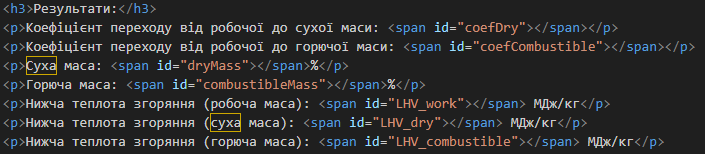 <h3>Результати:</h3>
<p>Коефіцієнт переходу від робочої до сухої маси: <span id="coefDry"></span></p>
<p>Коефіцієнт переходу від робочої до горючої маси: <span id="coefCombustible"></span></p>
<p>Суха маса: <span id="dryMass"></span>%</p>
<p>Горюча маса: <span id="combustibleMass"></span>%</p>
<p>Нижча теплота згоряння (робоча маса): <span id="LHV_work"></span> МДж/кг</p>
<p>Нижча теплота згоряння (суха маса): <span id="LHV_dry"></span> МДж/кг</p>
<p>Нижча теплота згоряння (горюча маса): <span id="LHV_combustible"></span> МДж/кг</p>